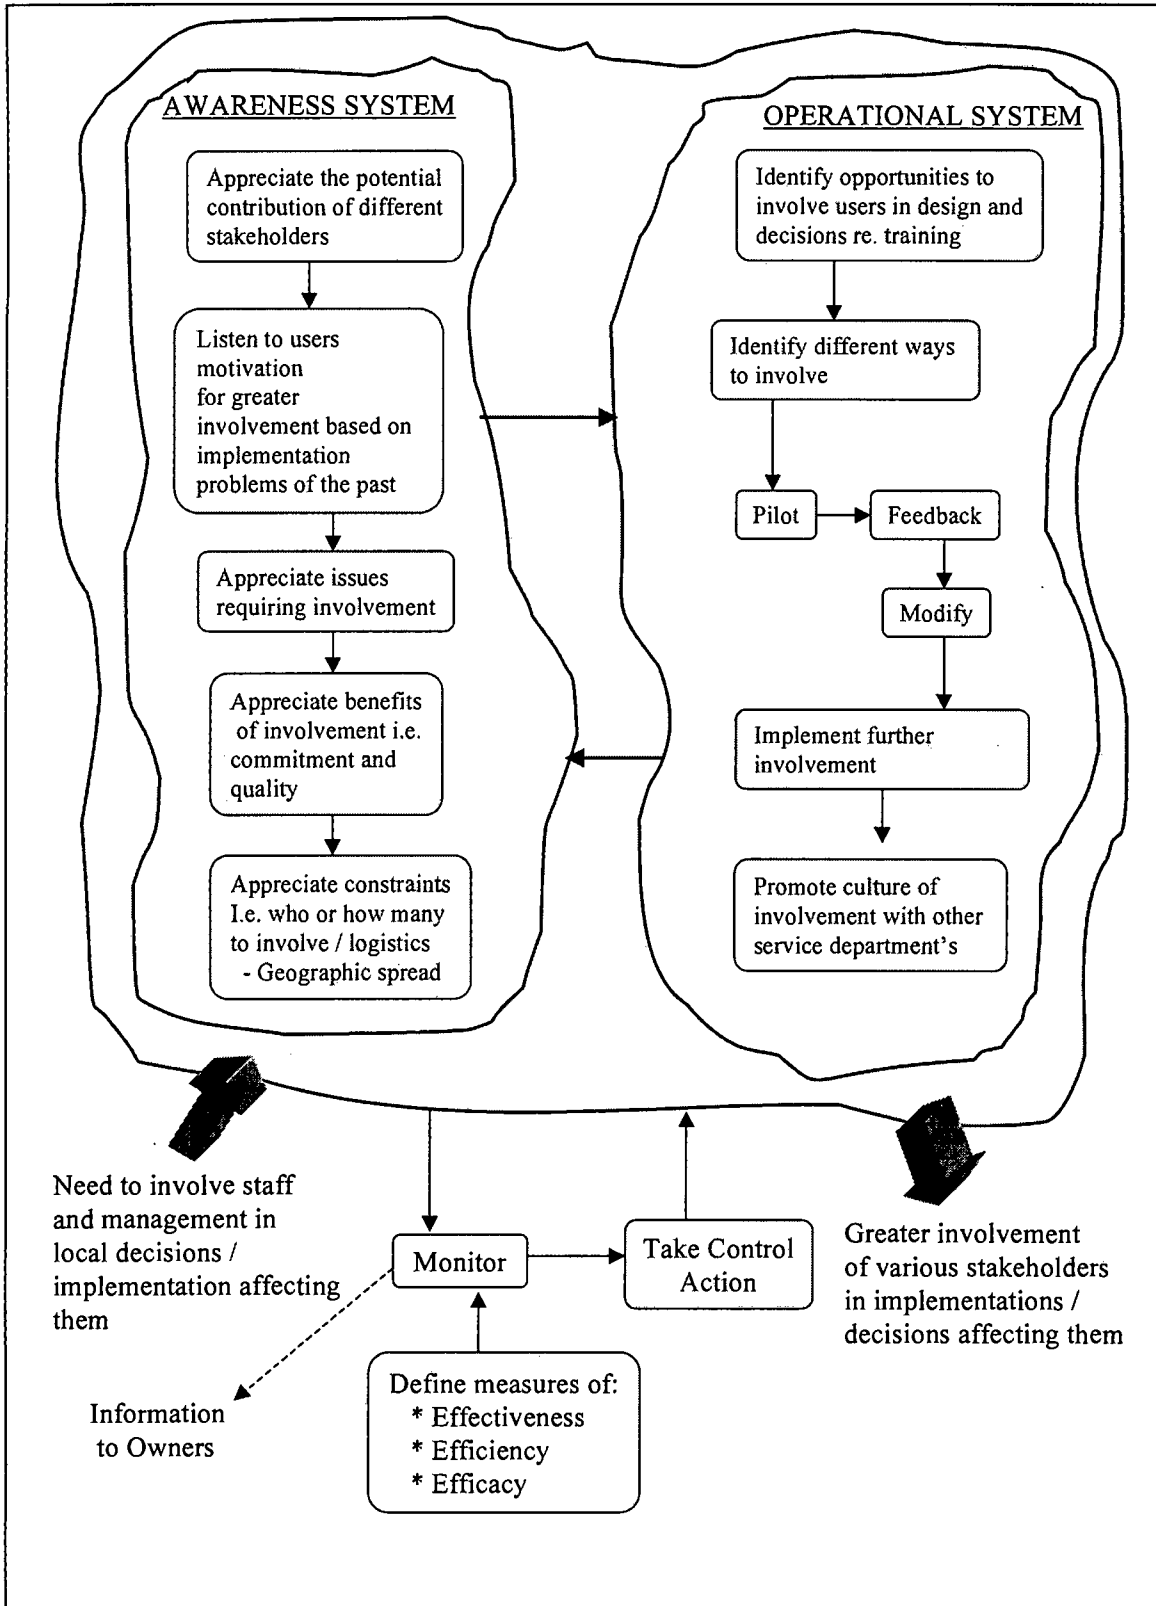 AWARENESS SYSTEM
Appreciate the potential
contribution of different
stakeholders
Listen to users
motivation
for greater
involvement based on
implementation
problems of the past
Appreciate issues
requiring involvement
Appreciate benefits
of involvement i.e.
commitment and
quality
Appreciate constraints
I.e. who or how many
to involve / logistics
- Geographic spread
OPERATIONAL SYSTEM
Identify opportunities to
involve users in design and
decisions re. training
Identify different ways
to involve
Pilot
Feedback
Modify
Implement further
involvement
Promote culture of
involvement with other
service department's
Need to involve staff
and management in
local decisions /
implementation affecting
them
Monitor
Take Control
Action
Greater involvement
of various stakeholders
in implementations /
decisions affecting them
Information
to Owners
Define measures of:
* Effectiveness
* Efficiency
* Efficacy